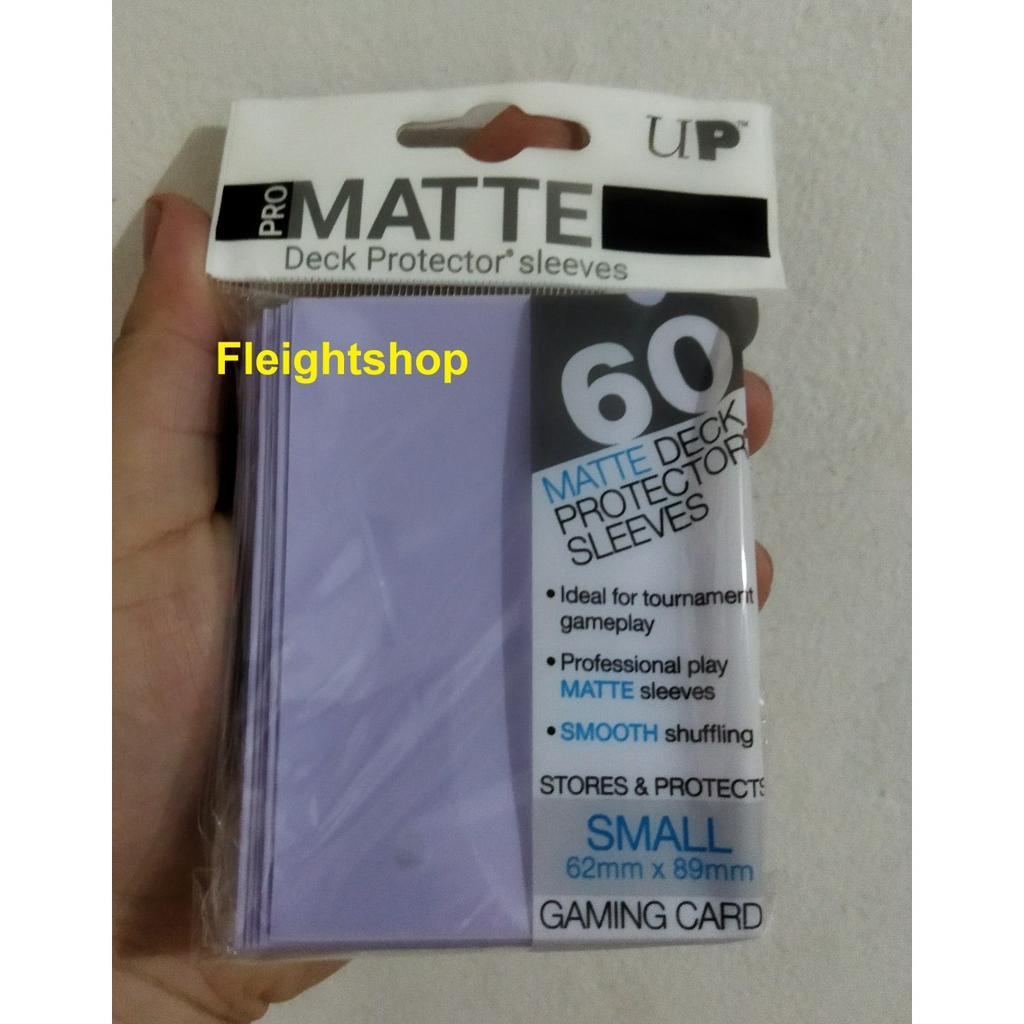 UP™
PRO
MATTE
Deck Protector® sleeves
Fleightshop
60
MATTE DECK
PROTECTOR
SLEEVES
• Ideal for tournament
gameplay
• Professional play
MATTE sleeves
• SMOOTH shuffling
STORES & PROTECTS
SMALL
62mm x 89mm
GAMING CARD